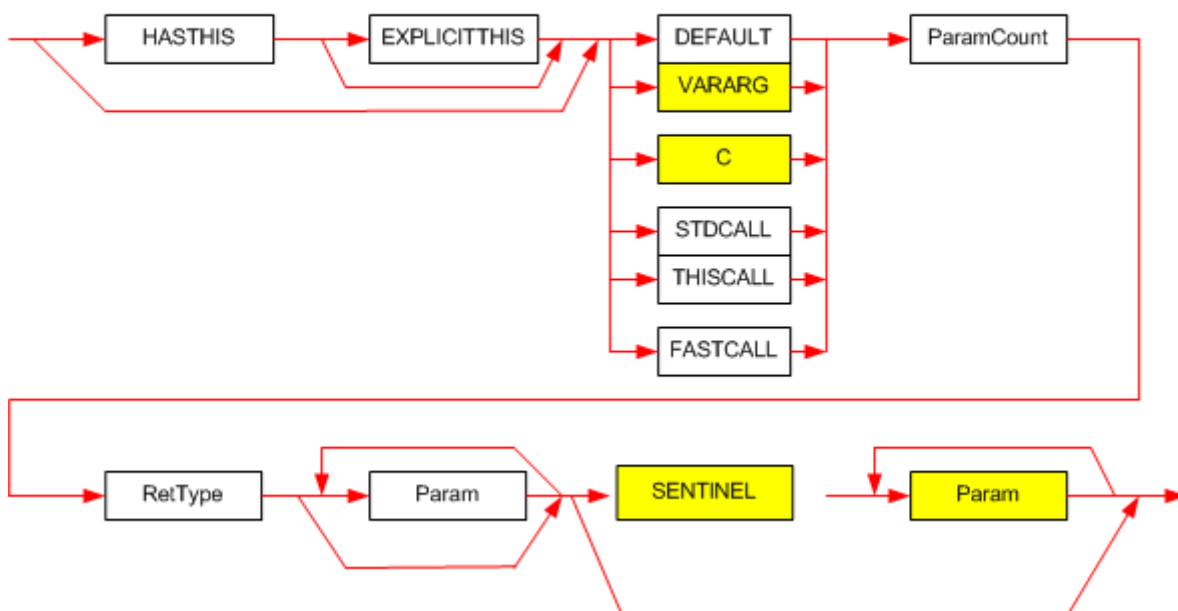 HASTHIS
EXPLICITTHIS
DEFAULT
ParamCount
VARARG
C
STDCALL
THISCALL
FASTCALL
RetType
Param
SENTINEL
Param